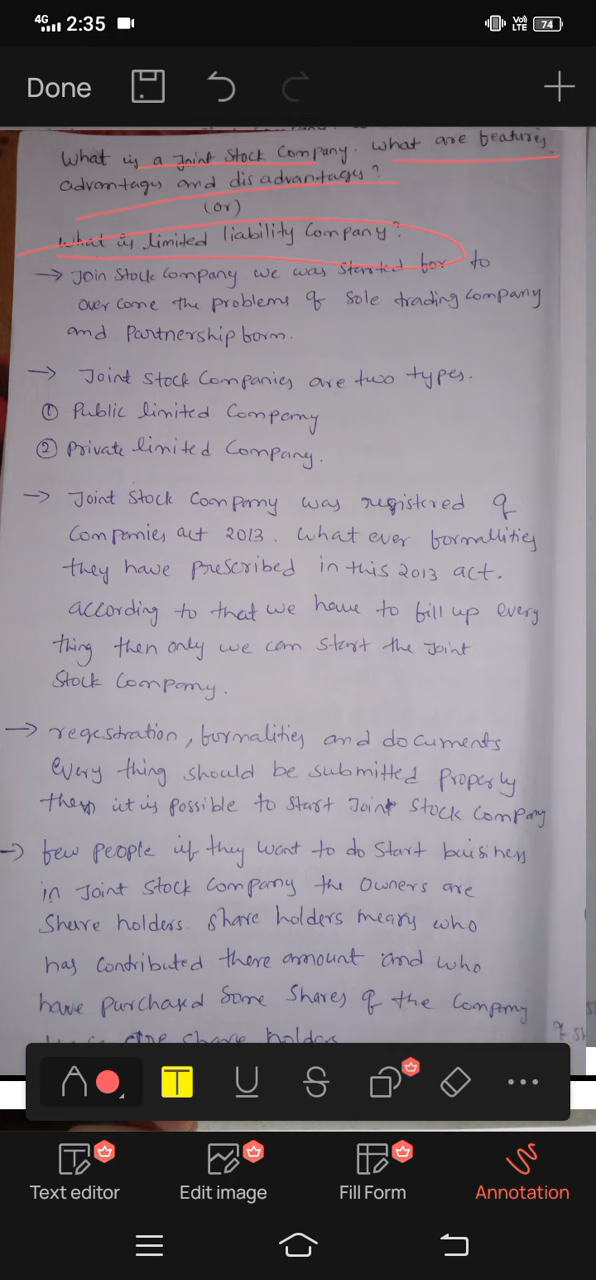 4G 2:35 Vo) LTE 74
Done
What is a Joint Stock Company. What are features
advantages and disadvantages?
(or)
What is limited liability Company?
→ Join Stock Company we was started for to
over come the problems of Sole trading Company
and Partnership form.
→ Joint Stock Companies are two types.
① Public limited Company
② Private limited Company.
→ Joint Stock Company was registered of
Companies act 2013. What ever formallities
they have prescribed in this 2013 act.
according to that we have to fill up every
thing then only we can start the Joint
Stock Company.
→ regestration, formalities and documents
Every thing should be submitted properly
then it is possible to start Joint Stock Company
→ few people if they want to do Start buisiness
in Joint Stock Company the Owners are
Share holders. Share holders means who
has contributed there amount and who
have purchased Some Shares of the Company
share holders
T U S
Text editor Edit image Fill Form Annotation